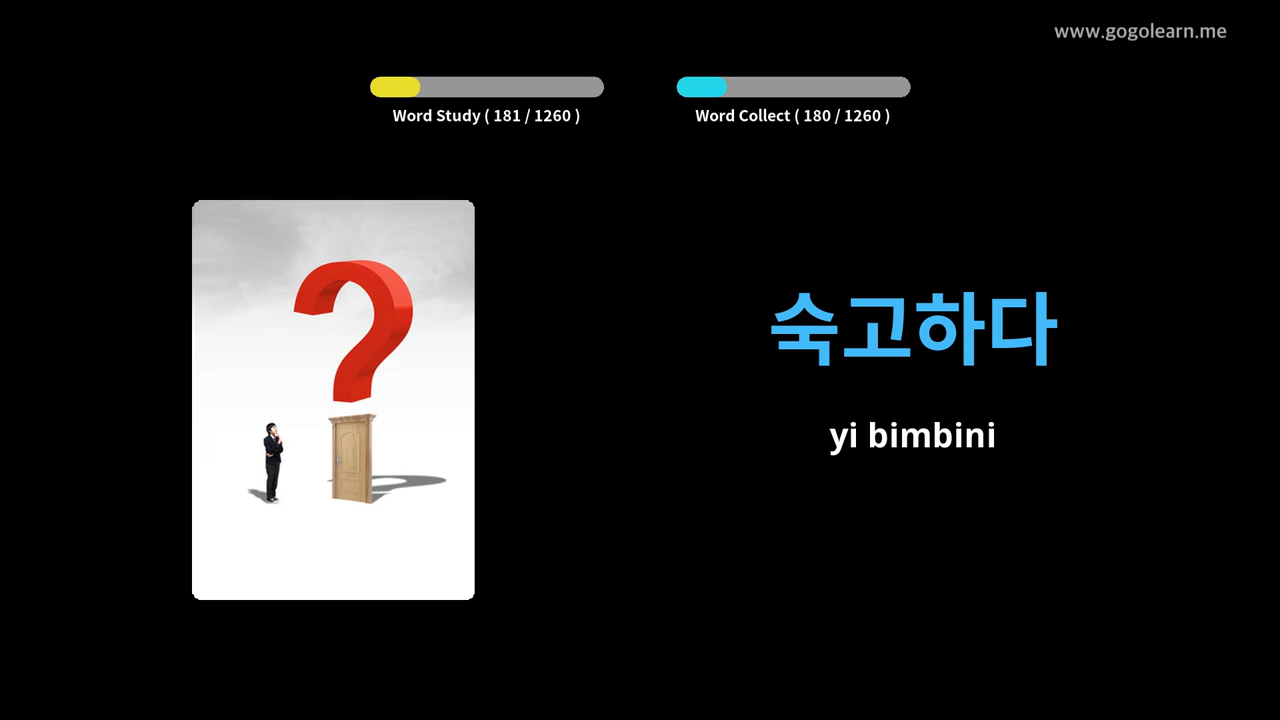 www.gogolearn.me
Word Study ( 181 / 1260 )
Word Collect ( 180 / 1260 )
숙고하다
yi bimbini